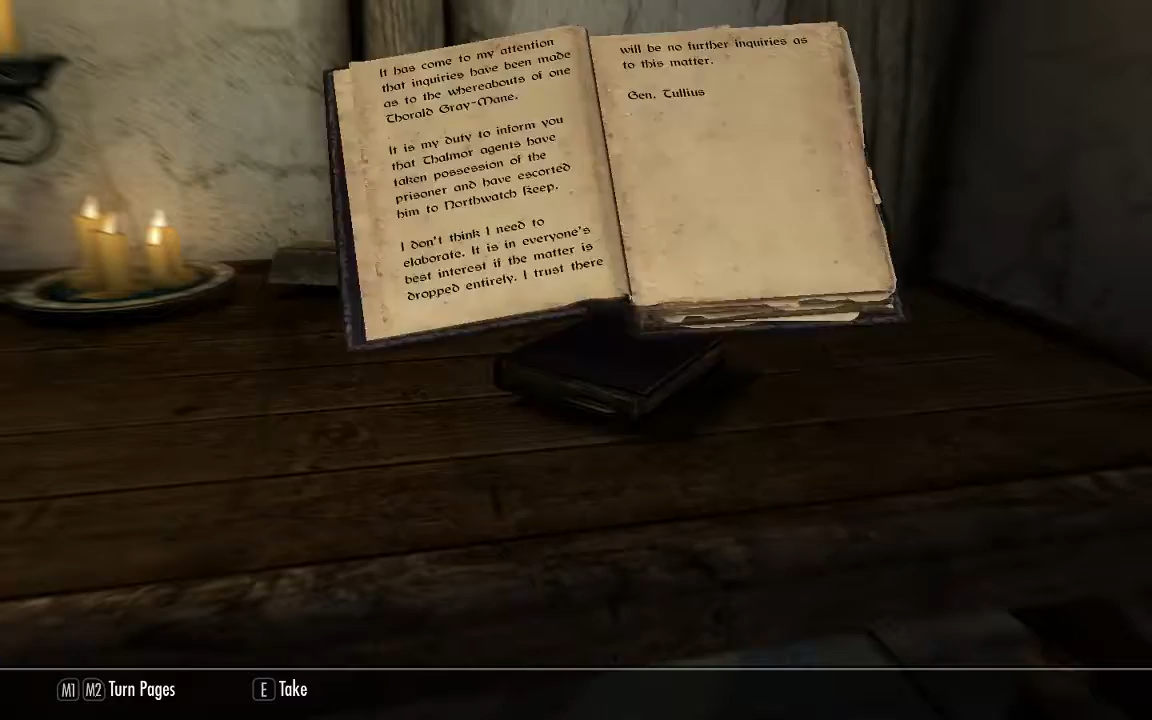 It has come to my attention
that inquiries have been made
as to the whereabouts of one
Thorald Gray-Mane.
It is my duty to inform you
that Thalmor agents have
taken possession of the
prisoner and have escorted
him to Northwatch Keep.
I don't think I need to
elaborate. It is in everyone's
best interest if the matter is
dropped entirely. I trust there
will be no further inquiries as
to this matter.
Gen. Tullius
M1 M2 Turn Pages
E Take